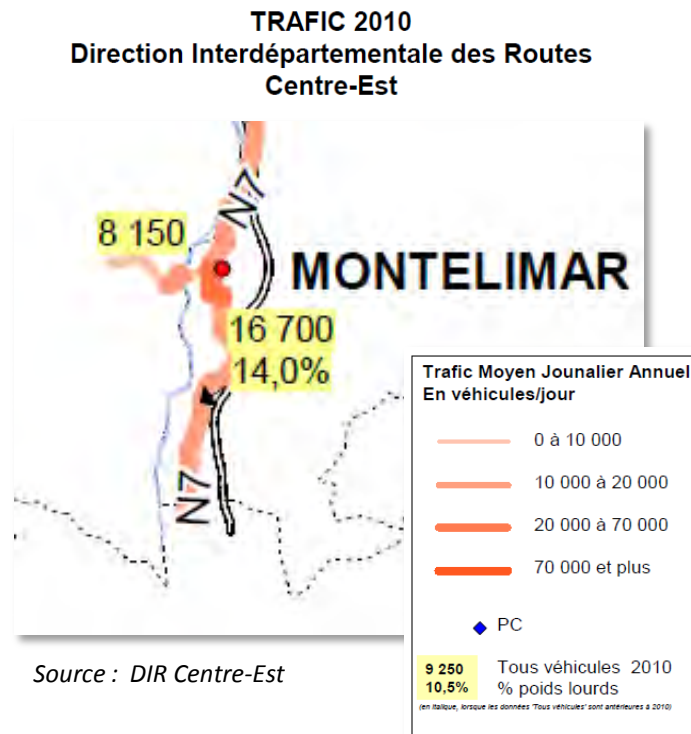 TRAFIC 2010
Direction Interdépartementale des Routes
Centre-Est
N7
8 150
MONTELIMAR
16 700
14,0%
N7
Trafic Moyen Jounalier Annuel
En véhicules/jour
0 à 10 000
10 000 à 20 000
20 000 à 70 000
70 000 et plus
PC
9 250
10,5%
Tous véhicules 2010
% poids lourds
(en italique, lorsque les données 'Tous véhicules' sont antérieures à 2010)
Source : DIR Centre-Est